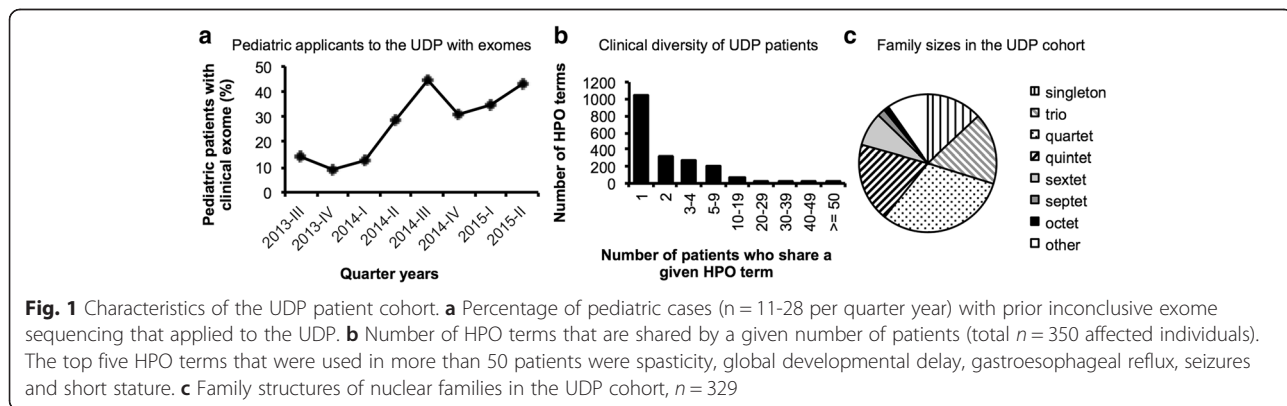 a Pediatric applicants to the UDP with exomes
Pediatric patients with
clinical exome (%)
50
40
30
20
10
0
2013-III
2013-IV
2014-I
2014-II
2014-III
2014-IV
2015-I
2015-II
Quarter years
b Clinical diversity of UDP patients
Number of HPO terms
1200
1000
800
600
400
200
0
1
2
3-4
5-9
10-19
20-29
30-39
40-49
>= 50
Number of patients who share a
given HPO term
c Family sizes in the UDP cohort
singleton
trio
quartet
quintet
sextet
septet
octet
other
Fig. 1 Characteristics of the UDP patient cohort. a Percentage of pediatric cases (n = 11-28 per quarter year) with prior inconclusive exome
sequencing that applied to the UDP. b Number of HPO terms that are shared by a given number of patients (total n = 350 affected individuals).
The top five HPO terms that were used in more than 50 patients were spasticity, global developmental delay, gastroesophageal reflux, seizures
and short stature. c Family structures of nuclear families in the UDP cohort, n = 329